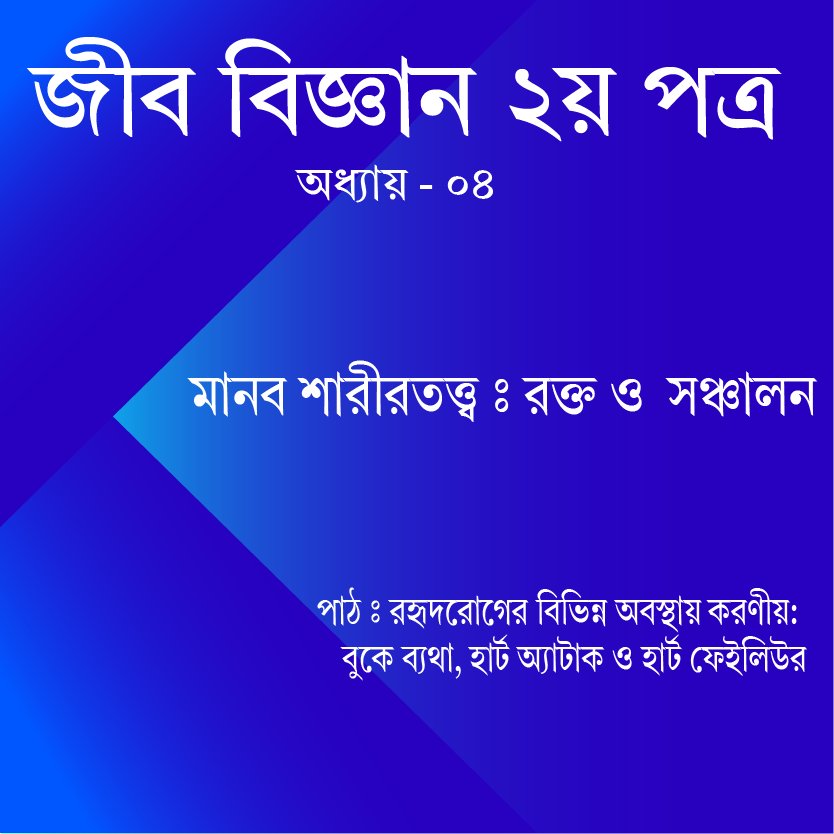 জীব বিজ্ঞান ২য় পত্র
অধ্যায় - ০৪
মানব শারীরতত্ত্ব ঃ রক্ত ও সঞ্চালন
পাঠ ঃ রহৃদরোগের বিভিন্ন অবস্থায় করণীয়:
বুকে ব্যথা, হার্ট অ্যাটাক ও হার্ট ফেইলিউর